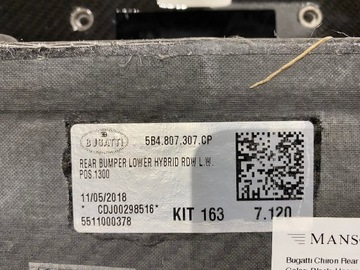 BUGATTI
5B4.807.307.CP
REAR BUMPER LOWER HYBRID RDW L.W.
POS.1300
11/05/2018
* CDJ00298516*
5511000378
KIT 163
7.120
MANS
Bugatti Chiron Rear